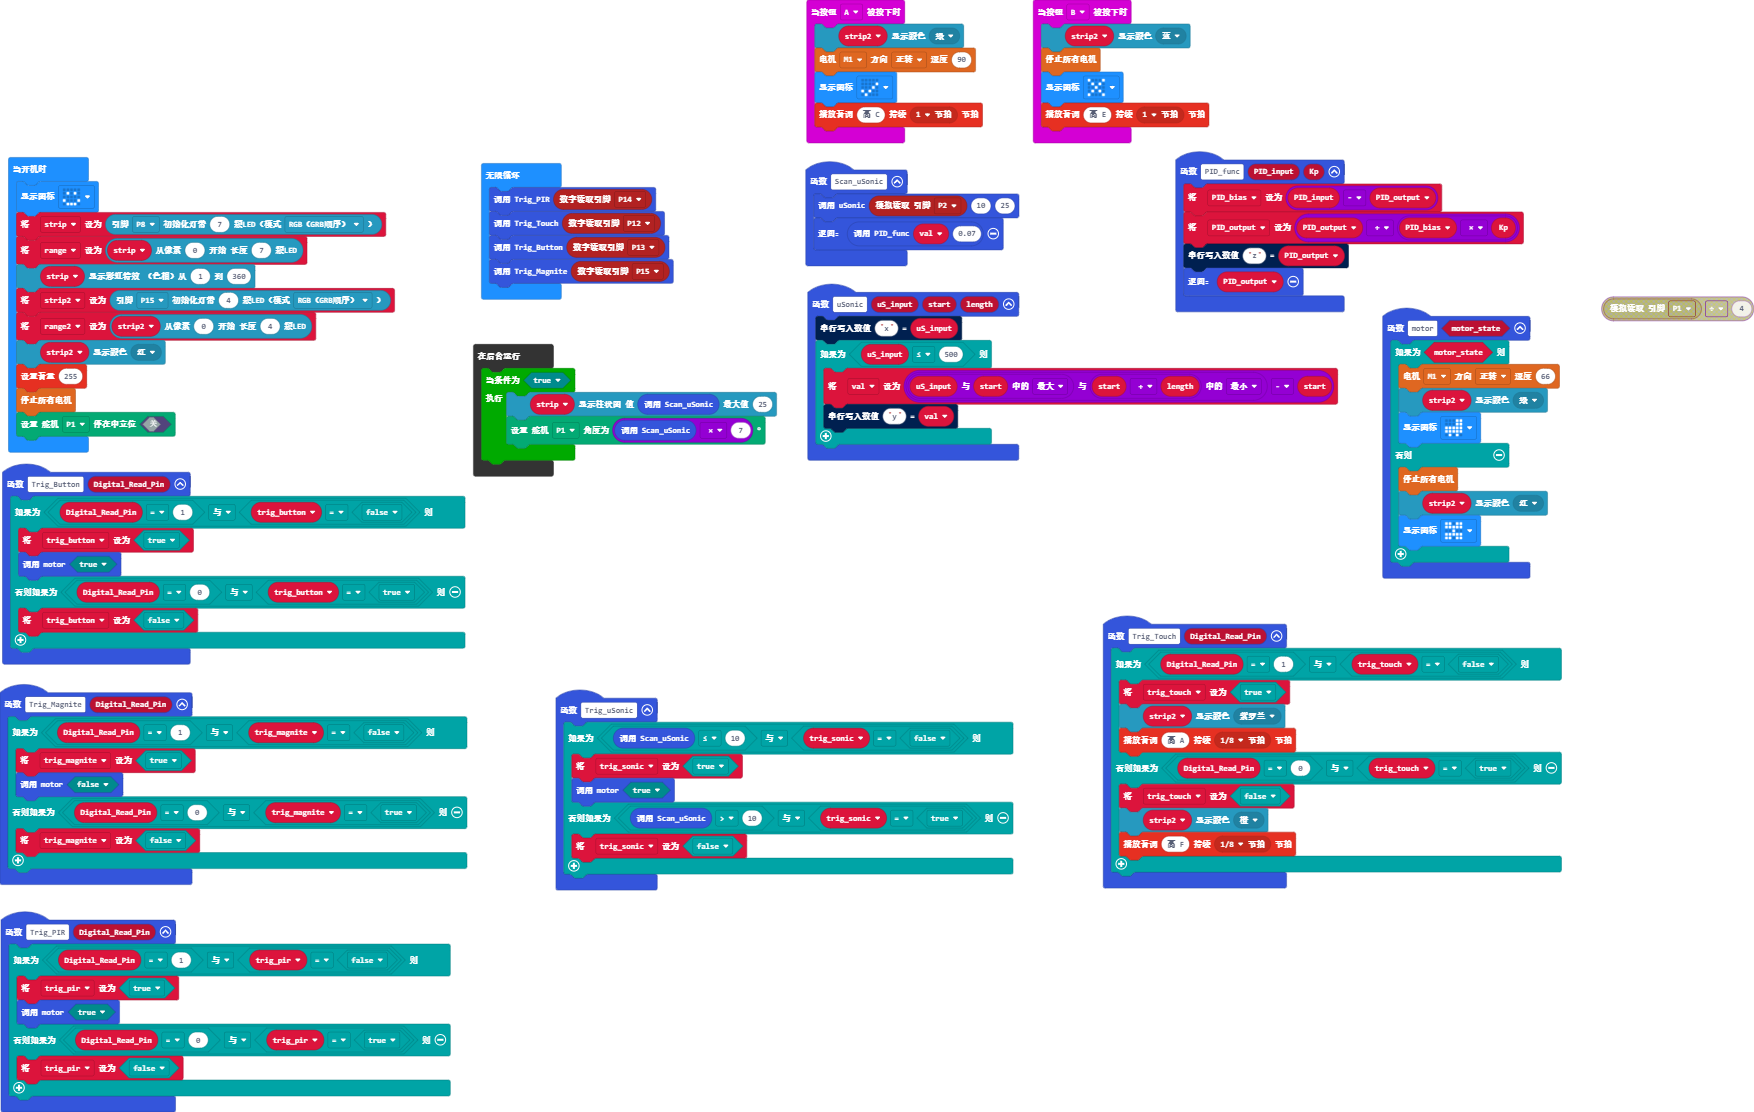 当按钮 A 被按下时
strip2 显示颜色 绿
电机 M1 方向 正转 速度 90
显示图标
播放音调 高 C 持续 1 节拍 节拍
当按钮 B 被按下时
strip2 显示颜色 蓝
停止所有电机
显示图标
播放音调 高 E 持续 1 节拍 节拍
当开机时
显示图标
将 strip 设为 引脚 P8 初始化灯带 7 颗LED (模式 RGB (GRB顺序) )
将 range 设为 strip 从像素 0 开始 长度 7 颗LED
strip 显示彩虹特效 (色相) 从 1 到 360
将 strip2 设为 引脚 P15 初始化灯带 4 颗LED (模式 RGB (GRB顺序) )
将 range2 设为 strip2 从像素 0 开始 长度 4 颗LED
strip2 显示颜色 红
设置音量 255
停止所有电机
设置 舵机 P1 停在中立位 关
无限循环
调用 Trig_PIR 数字读取引脚 P14
调用 Trig_Touch 数字读取引脚 P12
调用 Trig_Button 数字读取引脚 P13
调用 Trig_Magnite 数字读取引脚 P15
在后台运行
当条件为 true
执行
strip 显示柱状图 值 调用 Scan_uSonic 最大值 25
设置 舵机 P1 角度为 调用 Scan_uSonic × 7 °
函数 Scan_uSonic
调用 uSonic 模拟读取 引脚 P2 10 25
返回: 调用 PID_func val 0.07
函数 uSonic uS_input start length
串行写入数值 "x" = uS_input
如果为 uS_input ≤ 500 则
将 val 设为 uS_input 与 start 中的 最大 与 start + length 中的 最小 - start
串行写入数值 "y" = val
函数 PID_func PID_input Kp
将 PID_bias 设为 PID_input - PID_output
将 PID_output 设为 PID_output + PID_bias × Kp
串行写入数值 "z" = PID_output
返回: PID_output
模拟读取 引脚 P1 ÷ 4
函数 motor motor_state
如果为 motor_state 则
电机 M1 方向 正转 速度 66
strip2 显示颜色 绿
显示图标
否则
停止所有电机
strip2 显示颜色 红
显示图标
函数 Trig_Button Digital_Read_Pin
如果为 Digital_Read_Pin = 1 与 trig_button = false 则
将 trig_button 设为 true
调用 motor true
否则如果为 Digital_Read_Pin = 0 与 trig_button = true 则
将 trig_button 设为 false
函数 Trig_Magnite Digital_Read_Pin
如果为 Digital_Read_Pin = 1 与 trig_magnite = false 则
将 trig_magnite 设为 true
调用 motor false
否则如果为 Digital_Read_Pin = 0 与 trig_magnite = true 则
将 trig_magnite 设为 false
函数 Trig_uSonic
如果为 调用 Scan_uSonic ≤ 10 与 trig_sonic = false 则
将 trig_sonic 设为 true
调用 motor true
否则如果为 调用 Scan_uSonic > 10 与 trig_sonic = true 则
将 trig_sonic 设为 false
函数 Trig_Touch Digital_Read_Pin
如果为 Digital_Read_Pin = 1 与 trig_touch = false 则
将 trig_touch 设为 true
strip2 显示颜色 紫罗兰
播放音调 高 A 持续 1/8 节拍 节拍
否则如果为 Digital_Read_Pin = 0 与 trig_touch = true 则
将 trig_touch 设为 false
strip2 显示颜色 橙
播放音调 高 F 持续 1/8 节拍 节拍
函数 Trig_PIR Digital_Read_Pin
如果为 Digital_Read_Pin = 1 与 trig_pir = false 则
将 trig_pir 设为 true
调用 motor true
否则如果为 Digital_Read_Pin = 0 与 trig_pir = true 则
将 trig_pir 设为 false